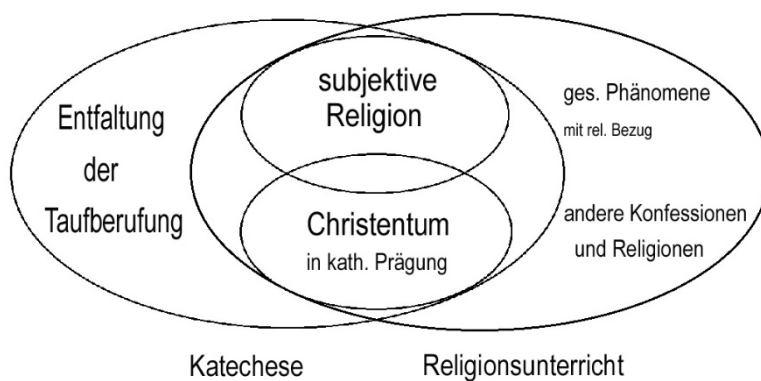 Entfaltung
der
Taufberufung
subjektive
Religion
Christentum
in kath. Prägung
ges. Phänomene
mit rel. Bezug
andere Konfessionen
und Religionen
Katechese
Religionsunterricht